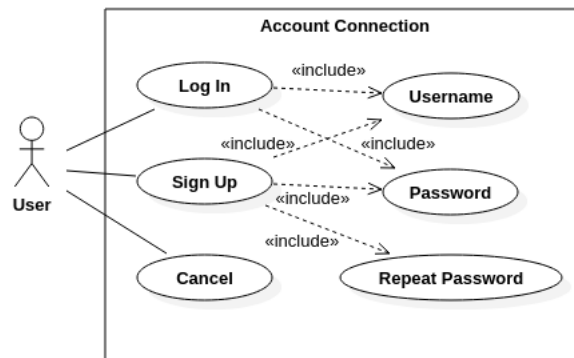 Account Connection
«include»
Log In
Username
«include»
«include»
User
Sign Up
«include»
Password
«include»
Cancel
Repeat Password